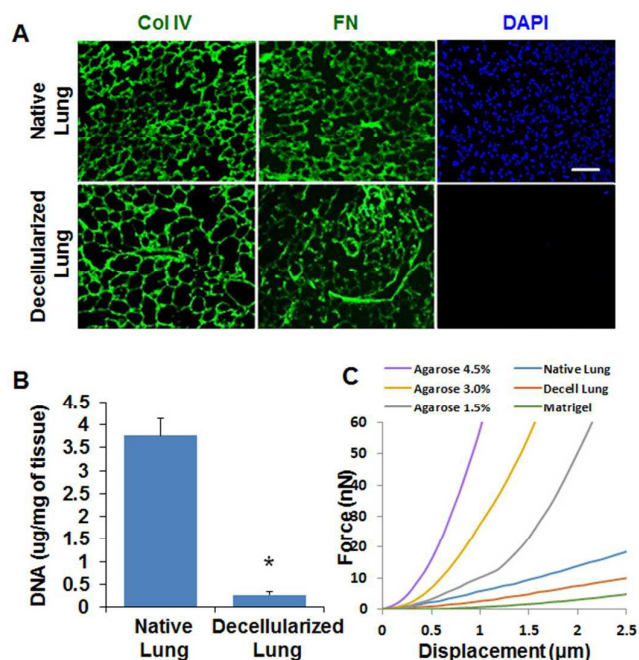 A
Col IV
FN
DAPI
Native
Lung
Decellularized
Lung
B
DNA (ug/mg of tissue)
4.5
4
3.5
3
2.5
2
1.5
1
0.5
0
*
Native
Lung
Decellularized
Lung
C
Agarose 4.5%
Native Lung
Agarose 3.0%
Decell Lung
Agarose 1.5%
Matrigel
Force (nN)
60
50
40
30
20
10
0
0
0.5
1
1.5
2
2.5
Displacement (µm)